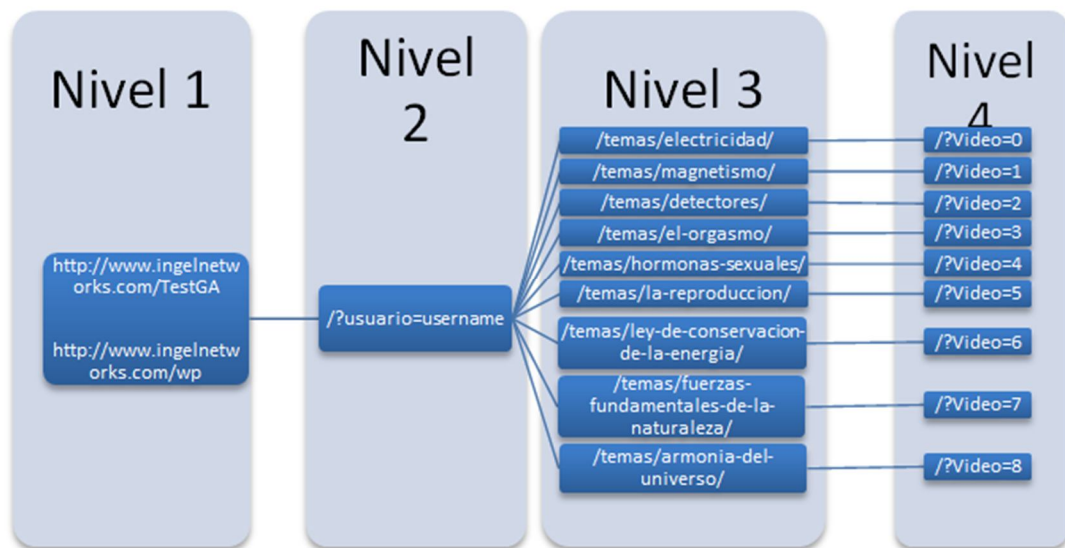 Nivel 1
http://www.ingelnetw
orks.com/TestGA
http://www.ingelnetw
orks.com/wp
Nivel
2
/?usuario=username
Nivel 3
/temas/electricidad/
/temas/magnetismo/
/temas/detectores/
/temas/el-orgasmo/
/temas/hormonas-sexuales/
/temas/la-reproduccion/
/temas/ley-de-conservacion-
de-la-energia/
/temas/fuerzas-
fundamentales-de-la-
naturaleza/
/temas/armonia-del-
universo/
Nivel
4
/?Video=0
/?Video=1
/?Video=2
/?Video=3
/?Video=4
/?Video=5
/?Video=6
/?Video=7
/?Video=8